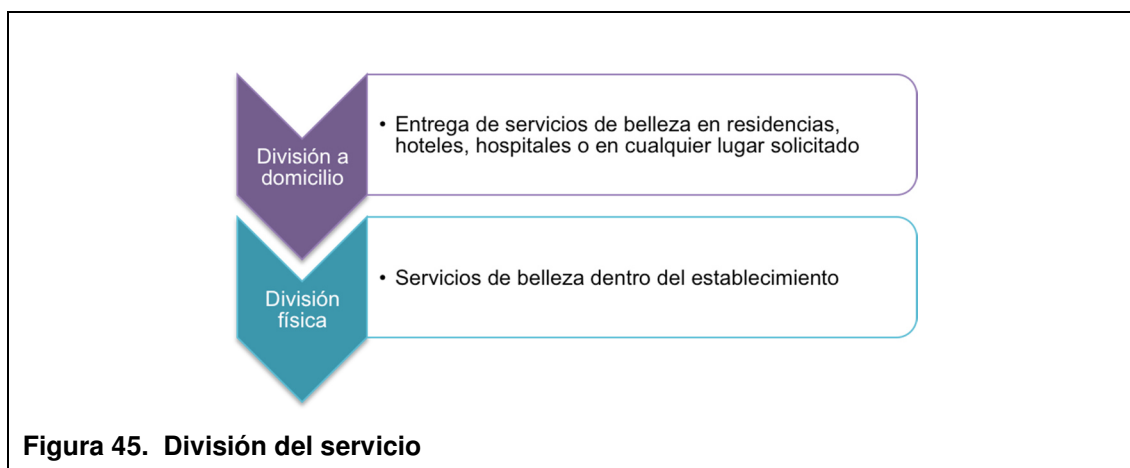 División a
domicilio
• Entrega de servicios de belleza en residencias,
hoteles, hospitales o en cualquier lugar solicitado
División
física
• Servicios de belleza dentro del establecimiento
Figura 45. División del servicio